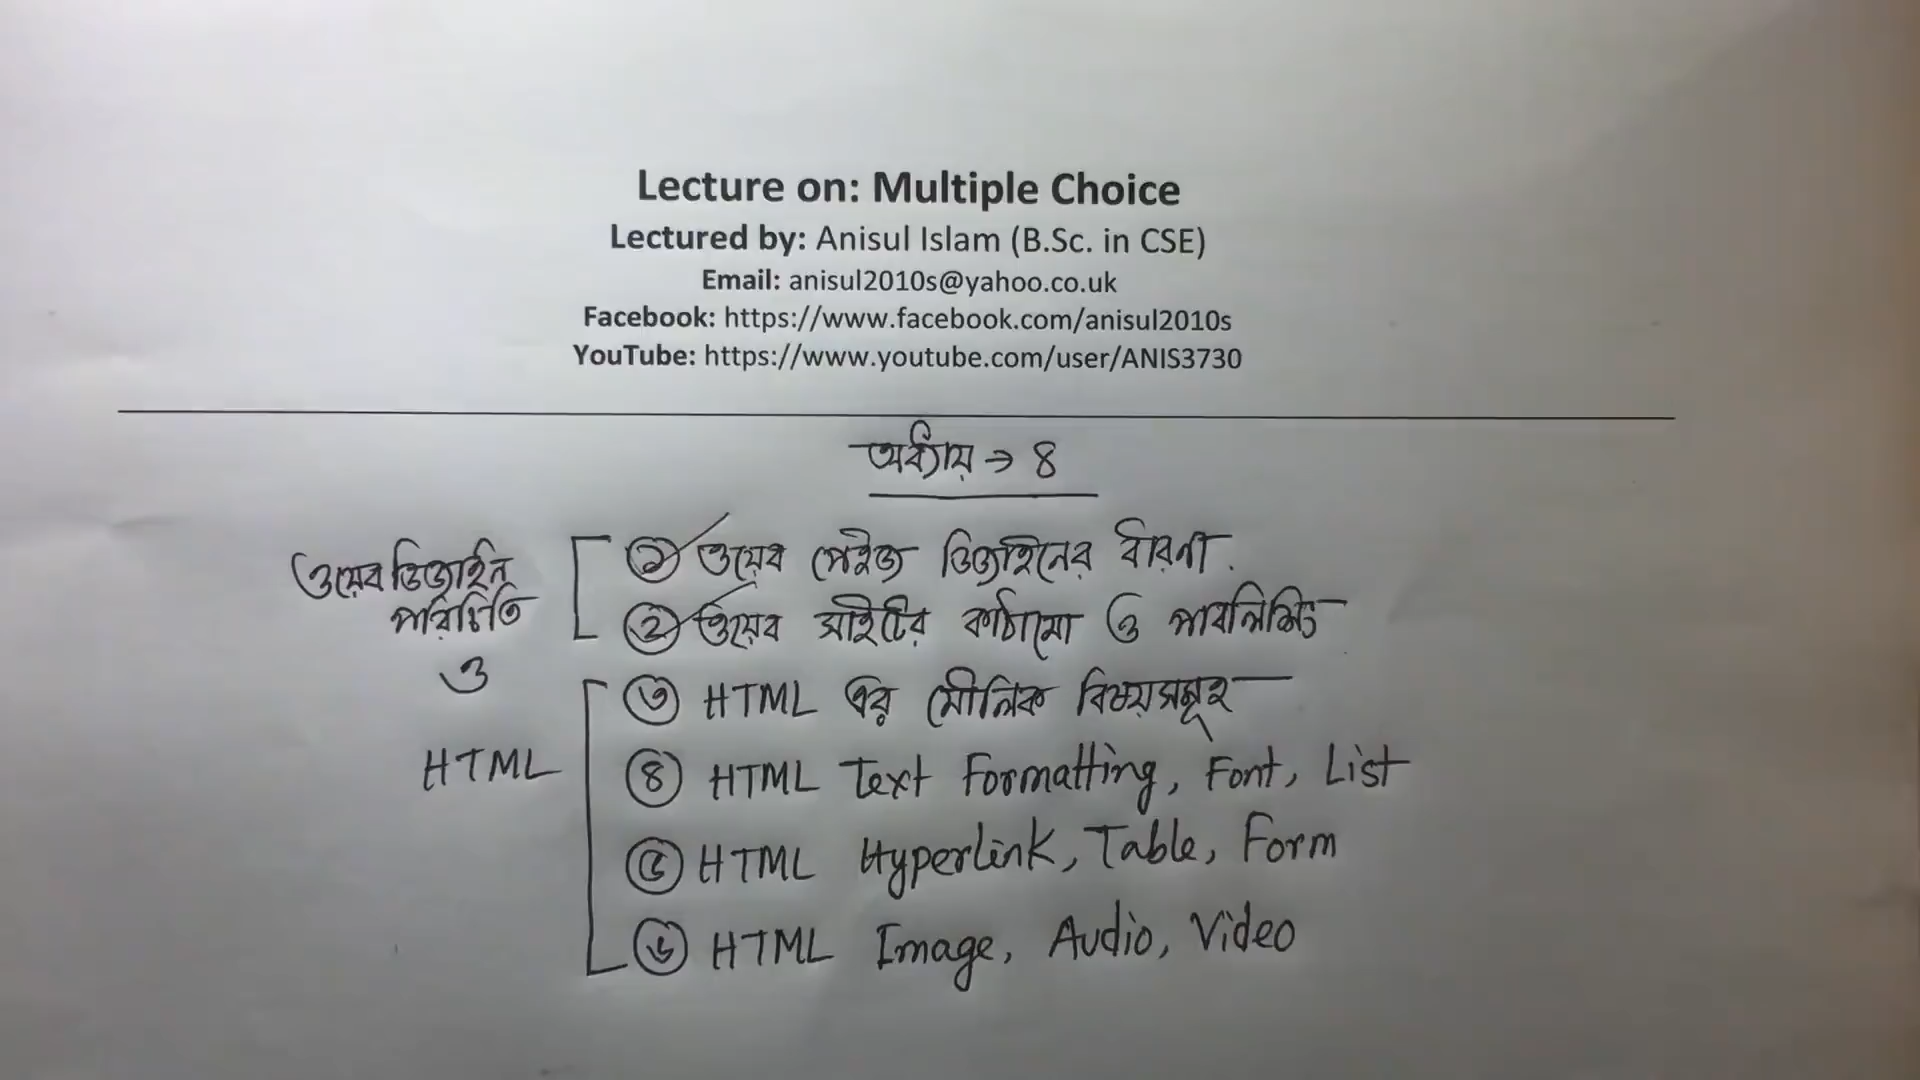 Lecture on: Multiple Choice
Lectured by: Anisul Islam (B.Sc. in CSE)
Email: anisul2010s@yahoo.co.uk
Facebook: https://www.facebook.com/anisul2010s
YouTube: https://www.youtube.com/user/ANIS3730
অধ্যায় → ৪
ওয়েব ডিজাইন
পরিচিতি
ও
HTML
১ ওয়েব পেইজ ডিজাইনের ধারনা.
২ ওয়েব সাইটের কাঠামো ও পাবলিশিং
৩ HTML এর মৌলিক বিষয়সমূহ
৪ HTML Text Formatting, Font, List
৫ HTML Hyperlink, Table, Form
৬ HTML Image, Audio, Video